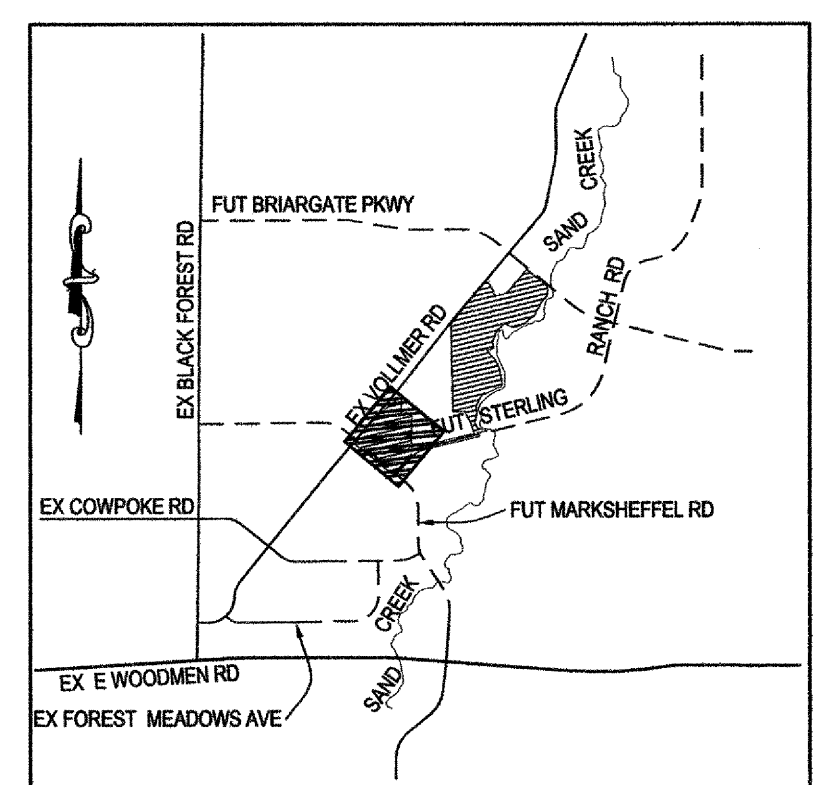 FUT BRIARGATE PKWY
SAND CREEK
EX BLACK FOREST RD
EX VOLLMER RD
RANCH RD
FUT STERLING
EX COWPOKE RD
FUT MARKSHEFFEL RD
SAND CREEK
EX E WOODMEN RD
EX FOREST MEADOWS AVE